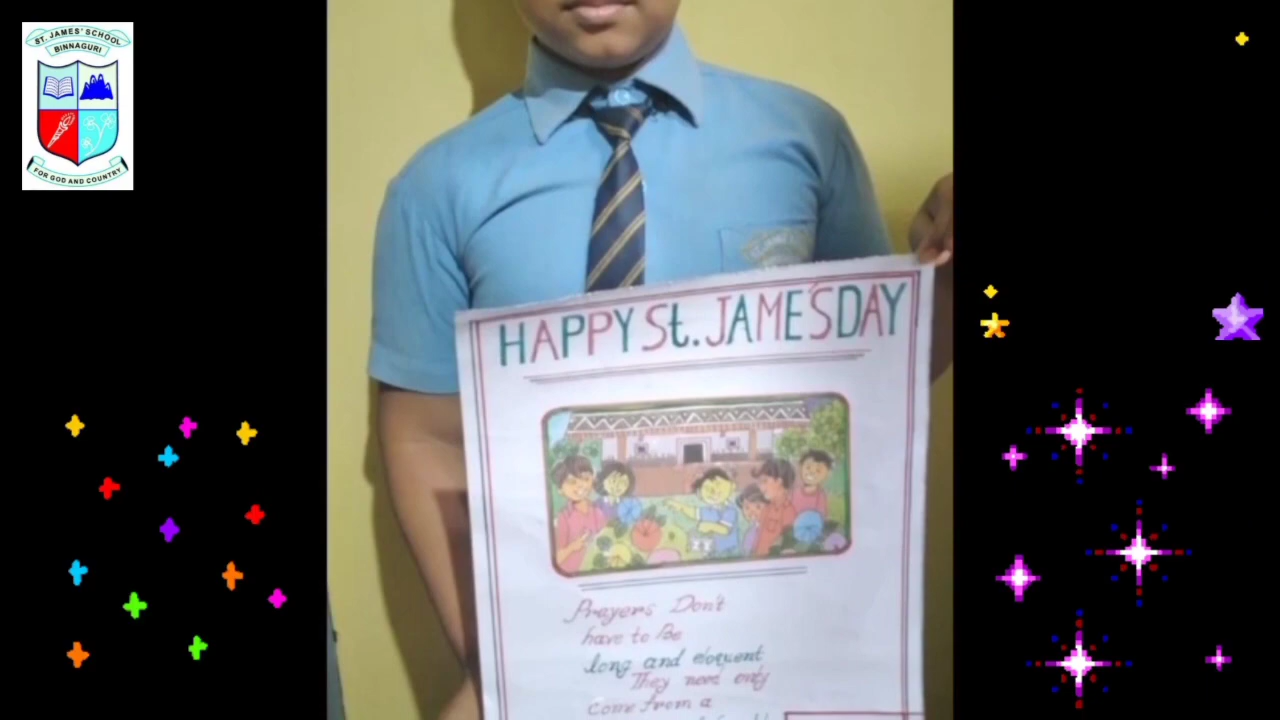 ST. JAMES' SCHOOL
BINNAGURI
FOR GOD AND COUNTRY
HAPPY St. JAME'S DAY
Prayers Don't
have to Be
long and eloquent
They need only
Come from a